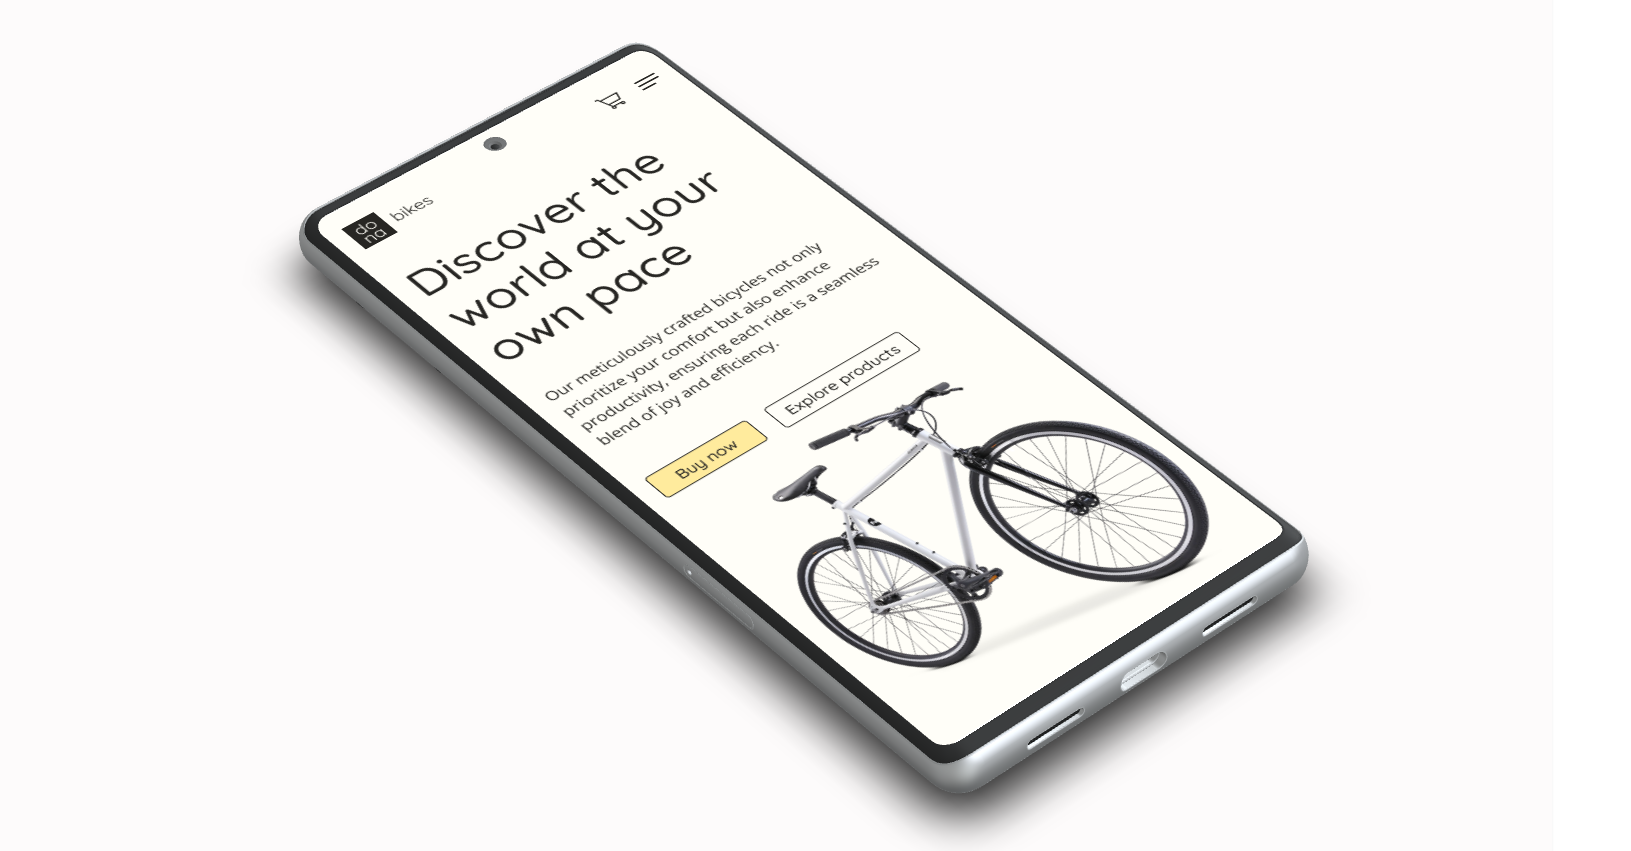 do
na
bikes
Discover the
world at your
own pace
Our meticulously crafted bicycles not only
prioritize your comfort but also enhance
productivity, ensuring each ride is a seamless
blend of joy and efficiency.
Buy now
Explore products